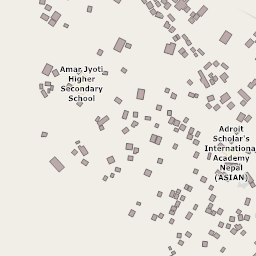 Amar Jyoti
Higher
Secondary
School
Adroit
Scholar's
International
Academy
Nepal
(ASIAN)